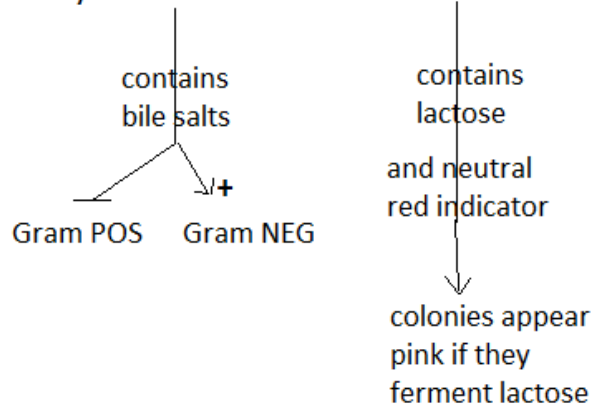 contains
bile salts
+
Gram POS Gram NEG
contains
lactose
and neutral
red indicator
colonies appear
pink if they
ferment lactose